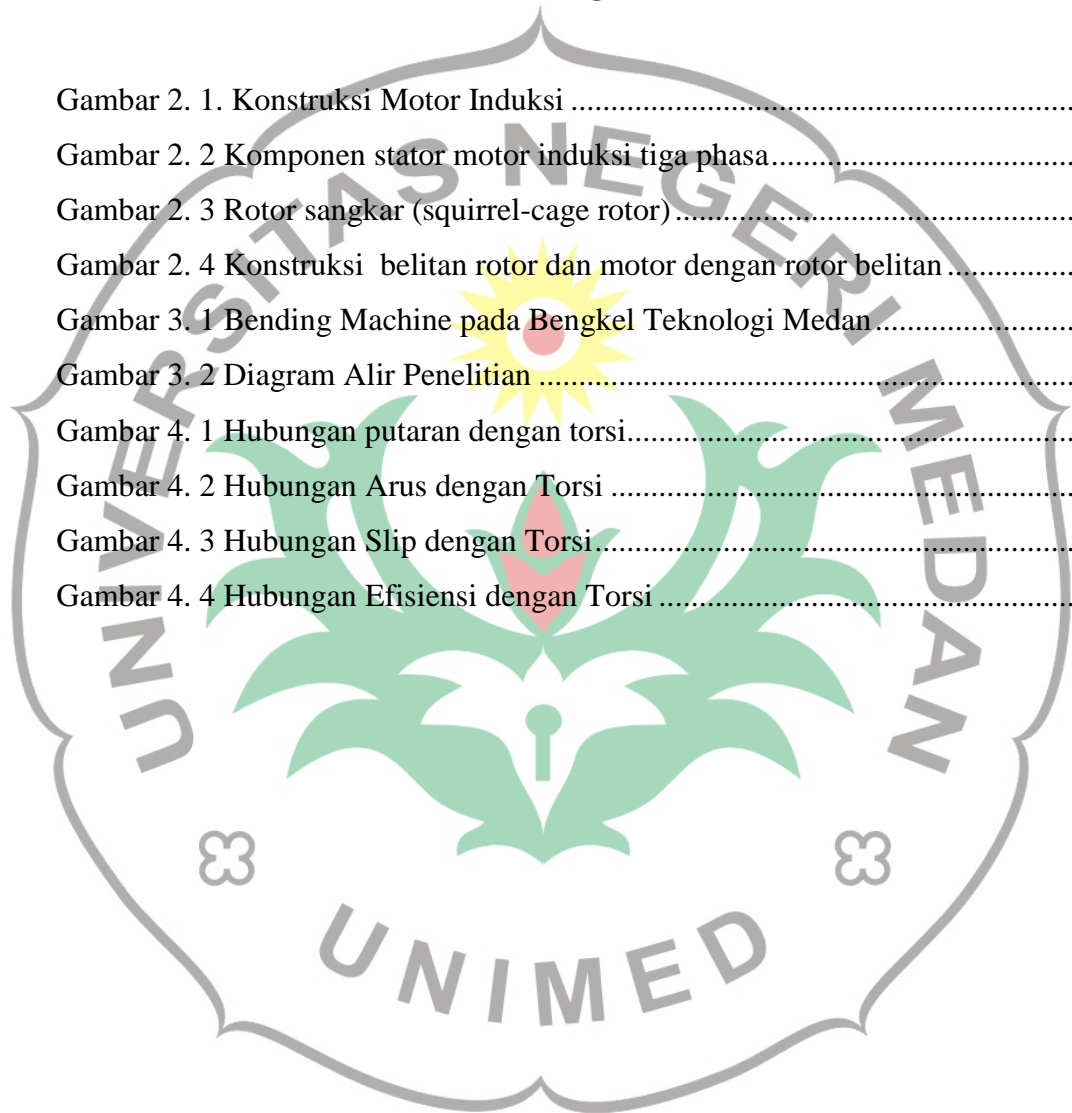 Gambar 2. 1. Konstruksi Motor Induksi ........................................................
Gambar 2. 2 Komponen stator motor induksi tiga phasa......................................
Gambar 2. 3 Rotor sangkar (squirrel-cage rotor)..................................................
Gambar 2. 4 Konstruksi  belitan rotor dan motor dengan rotor belitan ................
Gambar 3. 1 Bending Machine pada Bengkel Teknologi Medan.........................
Gambar 3. 2 Diagram Alir Penelitian ..................................................................
Gambar 4. 1 Hubungan putaran dengan torsi........................................................
Gambar 4. 2 Hubungan Arus dengan Torsi ..........................................................
Gambar 4. 3 Hubungan Slip dengan Torsi............................................................
Gambar 4. 4 Hubungan Efisiensi dengan Torsi ....................................................
UNIVERSITAS NEGERI MEDAN
UNIMED